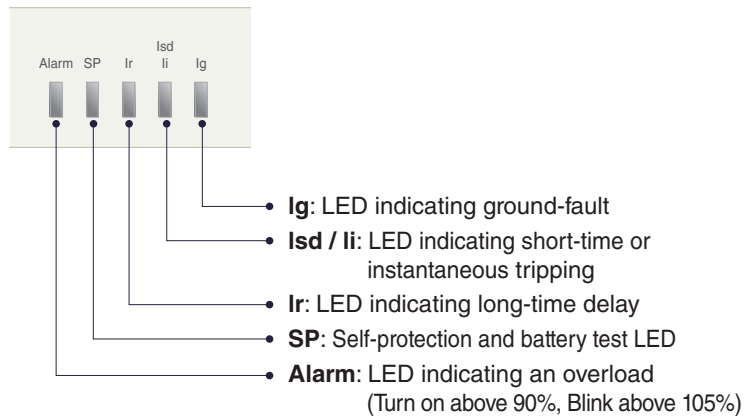 Isd
Alarm SP Ir Ii Ig
Ig: LED indicating ground-fault
Isd / Ii: LED indicating short-time or
instantaneous tripping
Ir: LED indicating long-time delay
SP: Self-protection and battery test LED
Alarm: LED indicating an overload
(Turn on above 90%, Blink above 105%)